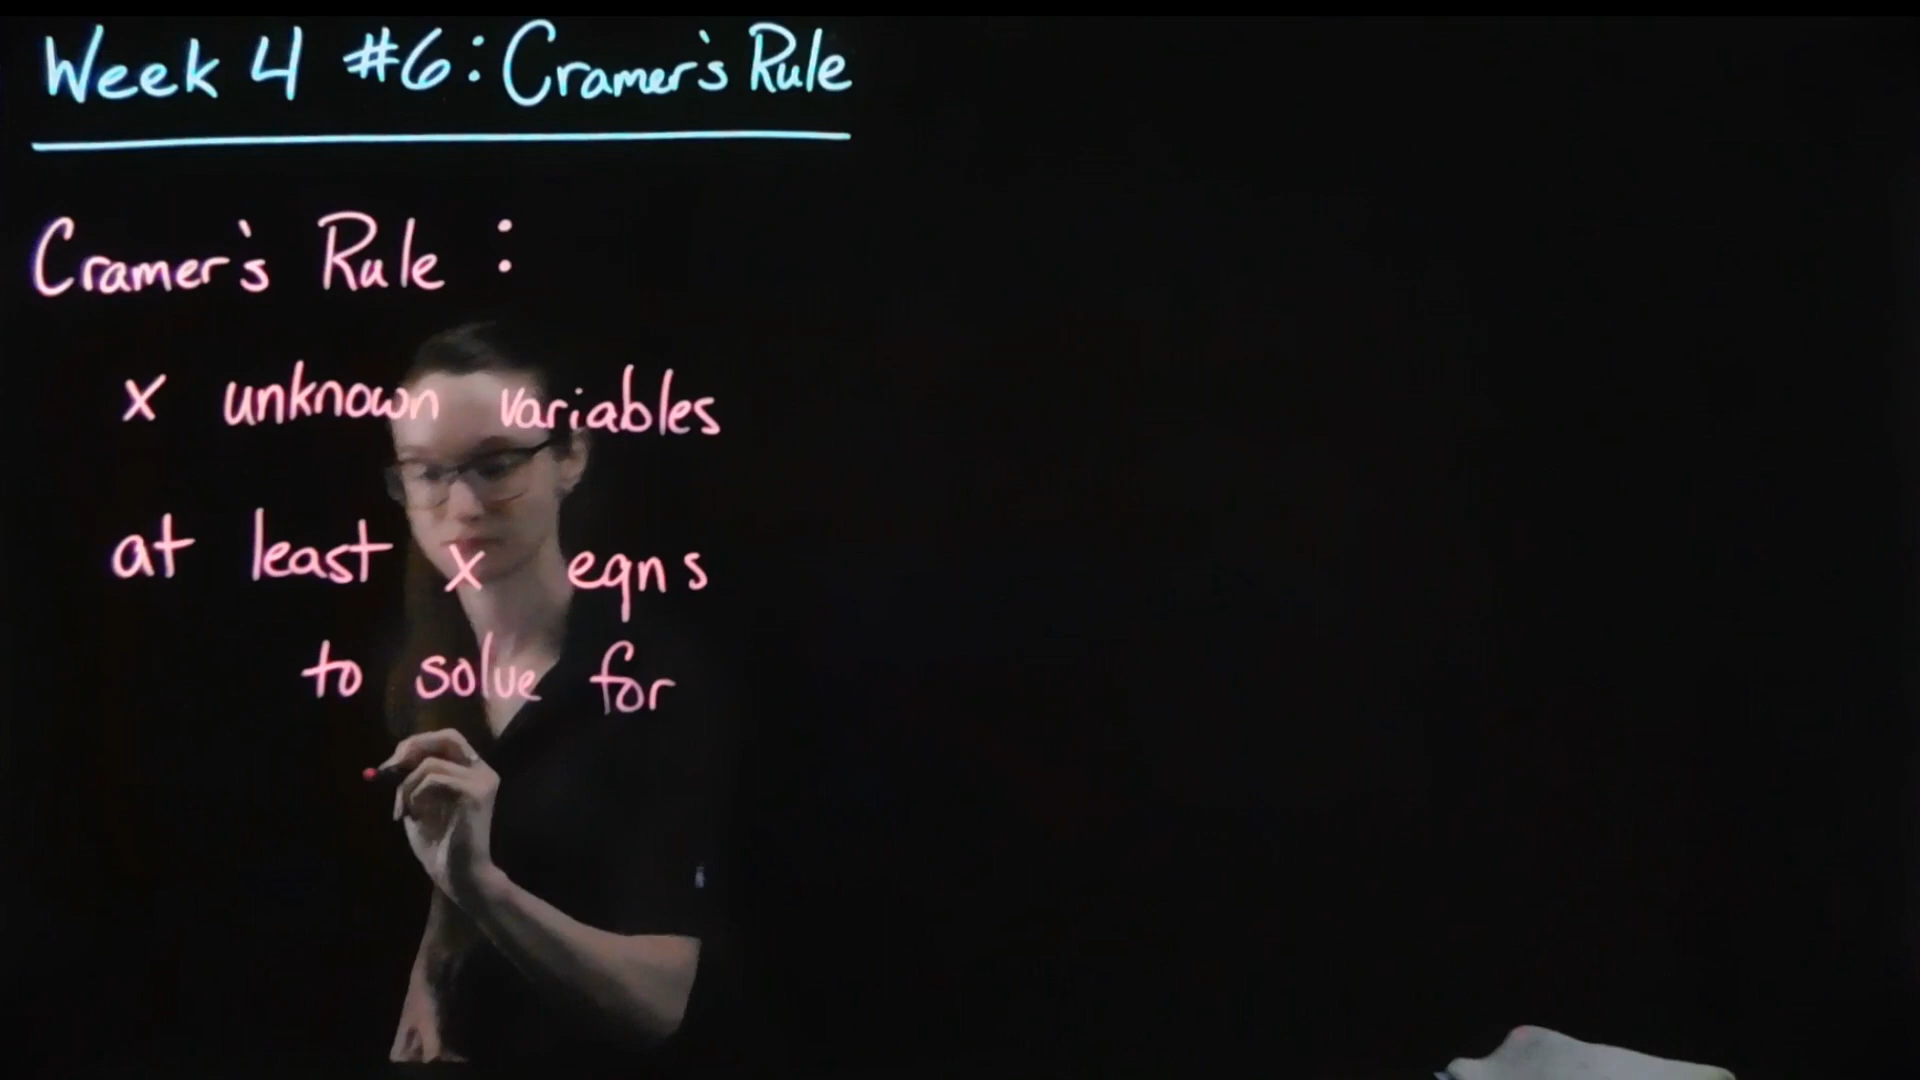 Week 4 #6: Cramer's Rule
Cramer's Rule :
x unknown variables
at least x eqns
to solve for